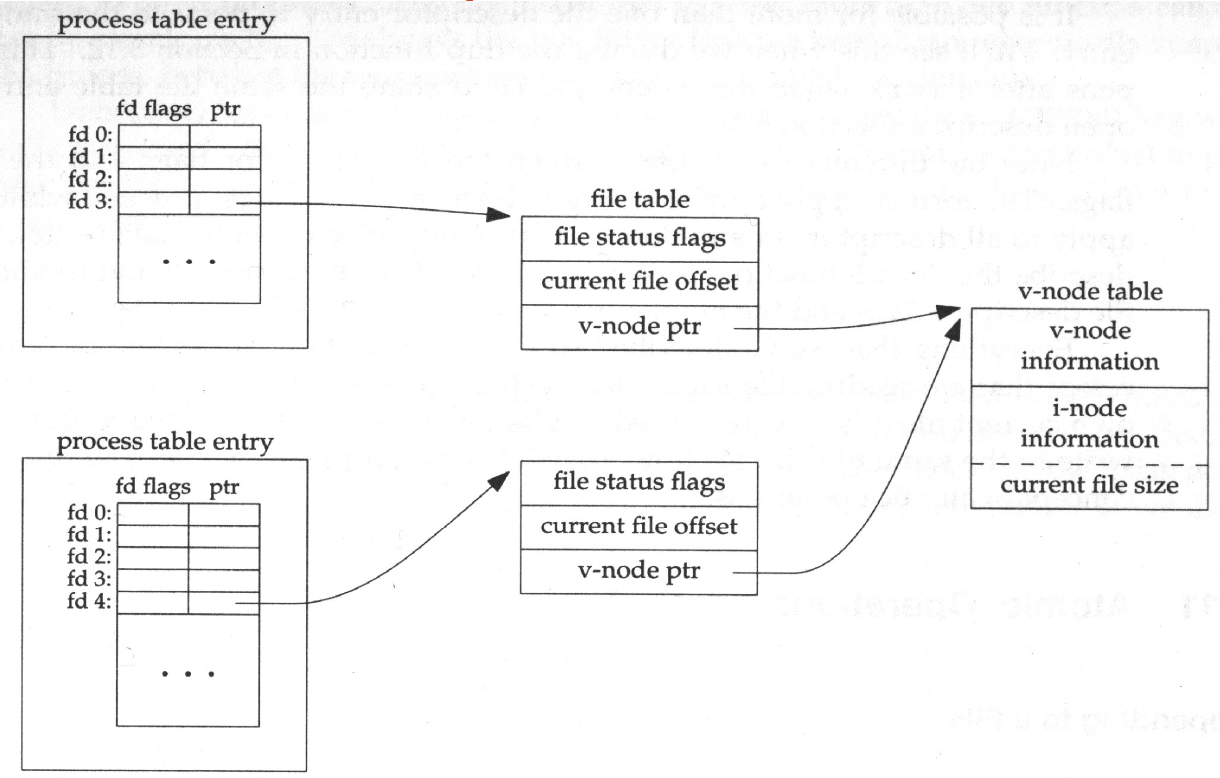 process table entry
fd flags ptr
fd 0:
fd 1:
fd 2:
fd 3:
. . .
file table
file status flags
current file offset
v-node ptr
v-node table
v-node
information
i-node
information
current file size
process table entry
fd flags ptr
fd 0:
fd 1:
fd 2:
fd 3:
fd 4:
. . .
file status flags
current file offset
v-node ptr